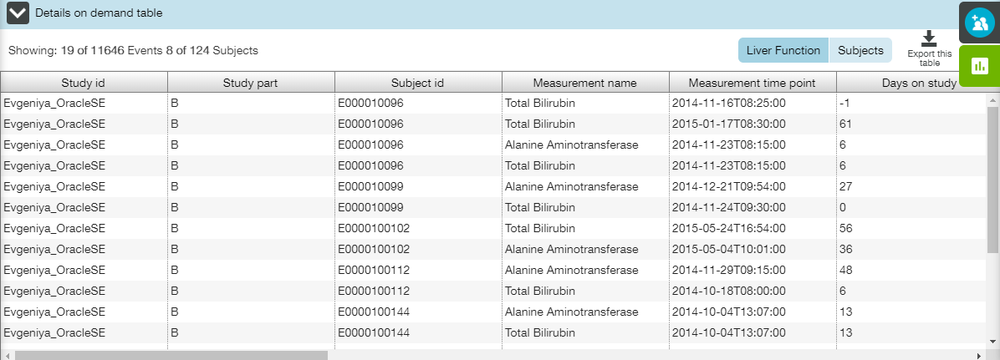 Details on demand table
Showing: 19 of 11646 Events 8 of 124 Subjects
Liver Function Subjects
Export this
table
Study id Study part Subject id Measurement name Measurement time point Days on study
Evgeniya_OracleSE B E000010096 Total Bilirubin 2014-11-16T08:25:00 -1
Evgeniya_OracleSE B E000010096 Total Bilirubin 2015-01-17T08:30:00 61
Evgeniya_OracleSE B E000010096 Alanine Aminotransferase 2014-11-23T08:15:00 6
Evgeniya_OracleSE B E000010096 Total Bilirubin 2014-11-23T08:15:00 6
Evgeniya_OracleSE B E000010099 Alanine Aminotransferase 2014-12-21T09:54:00 27
Evgeniya_OracleSE B E000010099 Total Bilirubin 2014-11-24T09:30:00 0
Evgeniya_OracleSE B E0000100102 Total Bilirubin 2015-05-24T16:54:00 56
Evgeniya_OracleSE B E0000100102 Alanine Aminotransferase 2015-05-04T10:01:00 36
Evgeniya_OracleSE B E0000100112 Alanine Aminotransferase 2014-11-29T09:15:00 48
Evgeniya_OracleSE B E0000100112 Total Bilirubin 2014-10-18T08:00:00 6
Evgeniya_OracleSE B E0000100144 Alanine Aminotransferase 2014-10-04T13:07:00 13
Evgeniya_OracleSE B E0000100144 Total Bilirubin 2014-10-04T13:07:00 13